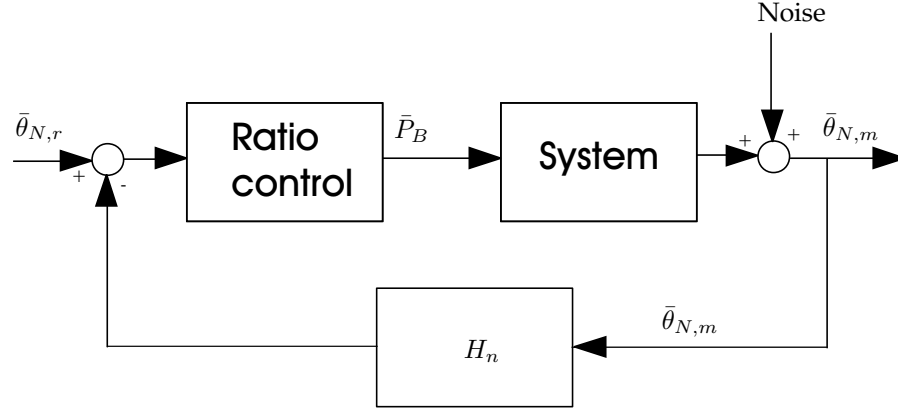 Noise
θ̄_{N,r}
P̄_B
θ̄_{N,m}
Ratio
control
System
+
-
+
+
θ̄_{N,m}
H_n